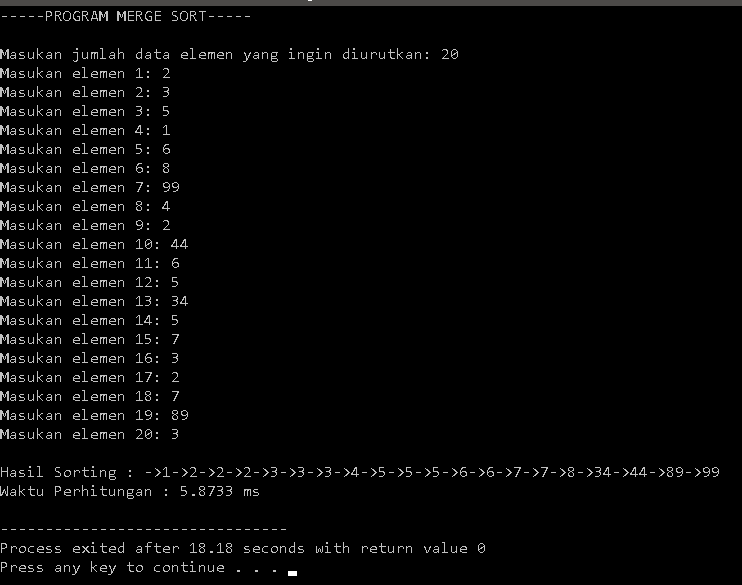 -----PROGRAM MERGE SORT-----
Masukan jumlah data elemen yang ingin diurutkan: 20
Masukan elemen 1: 2
Masukan elemen 2: 3
Masukan elemen 3: 5
Masukan elemen 4: 1
Masukan elemen 5: 6
Masukan elemen 6: 8
Masukan elemen 7: 99
Masukan elemen 8: 4
Masukan elemen 9: 2
Masukan elemen 10: 44
Masukan elemen 11: 6
Masukan elemen 12: 5
Masukan elemen 13: 34
Masukan elemen 14: 5
Masukan elemen 15: 7
Masukan elemen 16: 3
Masukan elemen 17: 2
Masukan elemen 18: 7
Masukan elemen 19: 89
Masukan elemen 20: 3
Hasil Sorting : ->1->2->2->2->3->3->3->4->5->5->5->6->6->7->7->8->34->44->89->99
Waktu Perhitungan : 5.8733 ms
--------------------------------
Process exited after 18.18 seconds with return value 0
Press any key to continue . . .